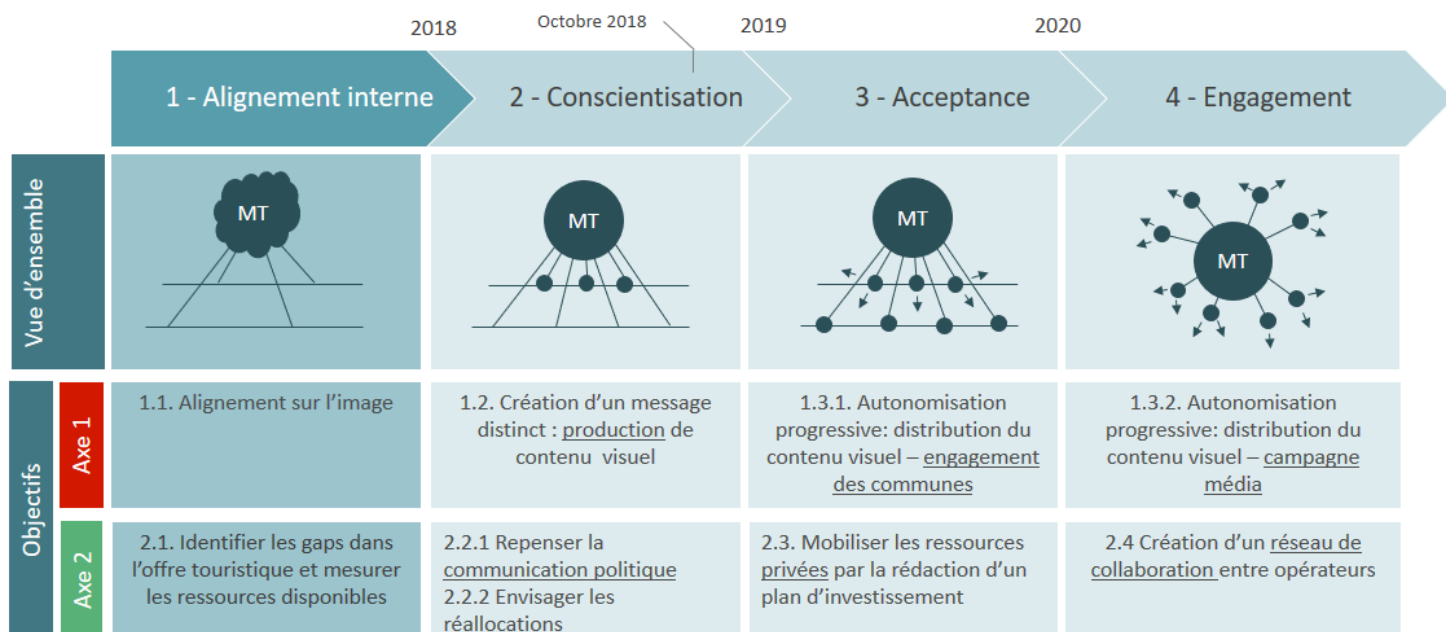 2018
Octobre 2018
2019
2020
1 - Alignement interne
2 - Conscientisation
3 - Acceptance
4 - Engagement
Vue d’ensemble
MT
MT
MT
MT
Objectifs
Axe 1
1.1. Alignement sur l’image
1.2. Création d’un message
distinct : production de
contenu visuel
1.3.1. Autonomisation
progressive: distribution du
contenu visuel – engagement
des communes
1.3.2. Autonomisation
progressive: distribution du
contenu visuel – campagne
média
Axe 2
2.1. Identifier les gaps dans
l’offre touristique et mesurer
les ressources disponibles
2.2.1 Repenser la
communication politique
2.2.2 Envisager les
réallocations
2.3. Mobiliser les ressources
privées par la rédaction d’un
plan d’investissement
2.4 Création d’un réseau de
collaboration entre opérateurs